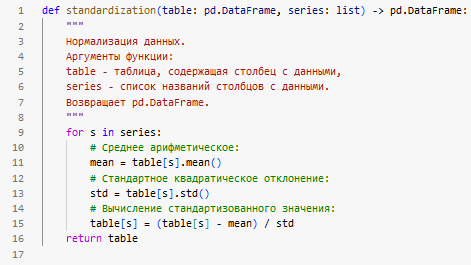 1 def standardization(table: pd.DataFrame, series: list) -> pd.DataFrame:
2     """
3     Нормализация данных.
4     Аргументы функции:
5     table - таблица, содержащая столбец с данными,
6     series - список названий столбцов с данными.
7     Возвращает pd.DataFrame.
8     """
9     for s in series:
10         # Среднее арифметическое:
11         mean = table[s].mean()
12         # Стандартное квадратическое отклонение:
13         std = table[s].std()
14         # Вычисление стандартизованного значения:
15         table[s] = (table[s] - mean) / std
16     return table
17